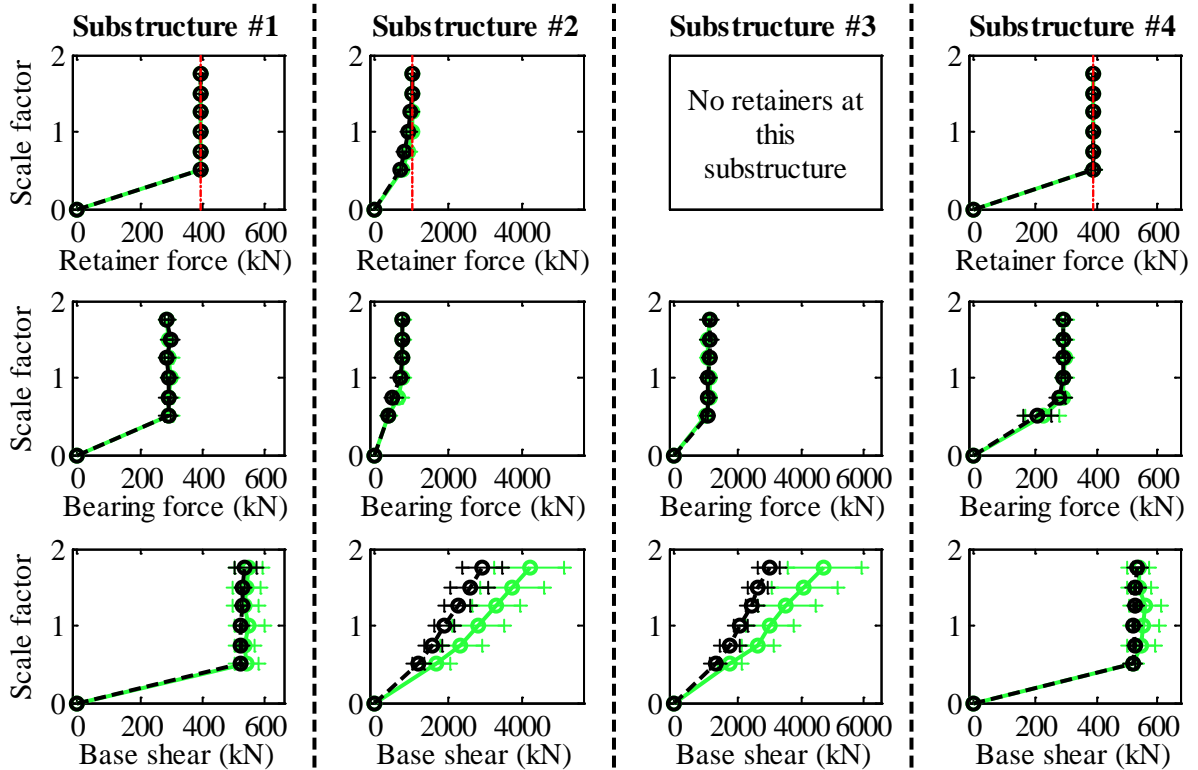 Substructure #1
Substructure #2
Substructure #3
Substructure #4
Scale factor
2
1
0
0 200 400 600
Retainer force (kN)
2
1
0
0 2000 4000
Retainer force (kN)
No retainers at
this
substructure
2
1
0
0 200 400 600
Retainer force (kN)
Scale factor
2
1
0
0 200 400 600
Bearing force (kN)
2
1
0
0 2000 4000
Bearing force (kN)
2
1
0
0 2000 4000 6000
Bearing force (kN)
2
1
0
0 200 400 600
Bearing force (kN)
Scale factor
2
1
0
0 200 400 600
Base shear (kN)
2
1
0
0 2000 4000
Base shear (kN)
2
1
0
0 2000 4000 6000
Base shear (kN)
2
1
0
0 200 400 600
Base shear (kN)